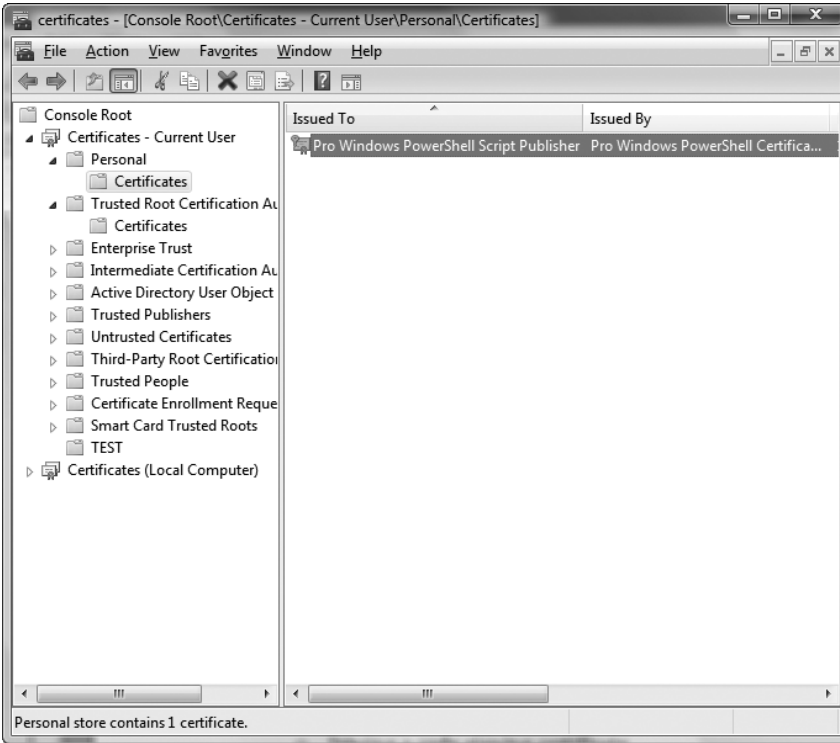 certificates - [Console Root\Certificates - Current User\Personal\Certificates]
File Action View Favorites Window Help
Console Root
Certificates - Current User
Personal
Certificates
Trusted Root Certification Au
Certificates
Enterprise Trust
Intermediate Certification Au
Active Directory User Object
Trusted Publishers
Untrusted Certificates
Third-Party Root Certification
Trusted People
Certificate Enrollment Reque
Smart Card Trusted Roots
TEST
Certificates (Local Computer)
Issued To Issued By
Pro Windows PowerShell Script Publisher Pro Windows PowerShell Certifica...
Personal store contains 1 certificate.